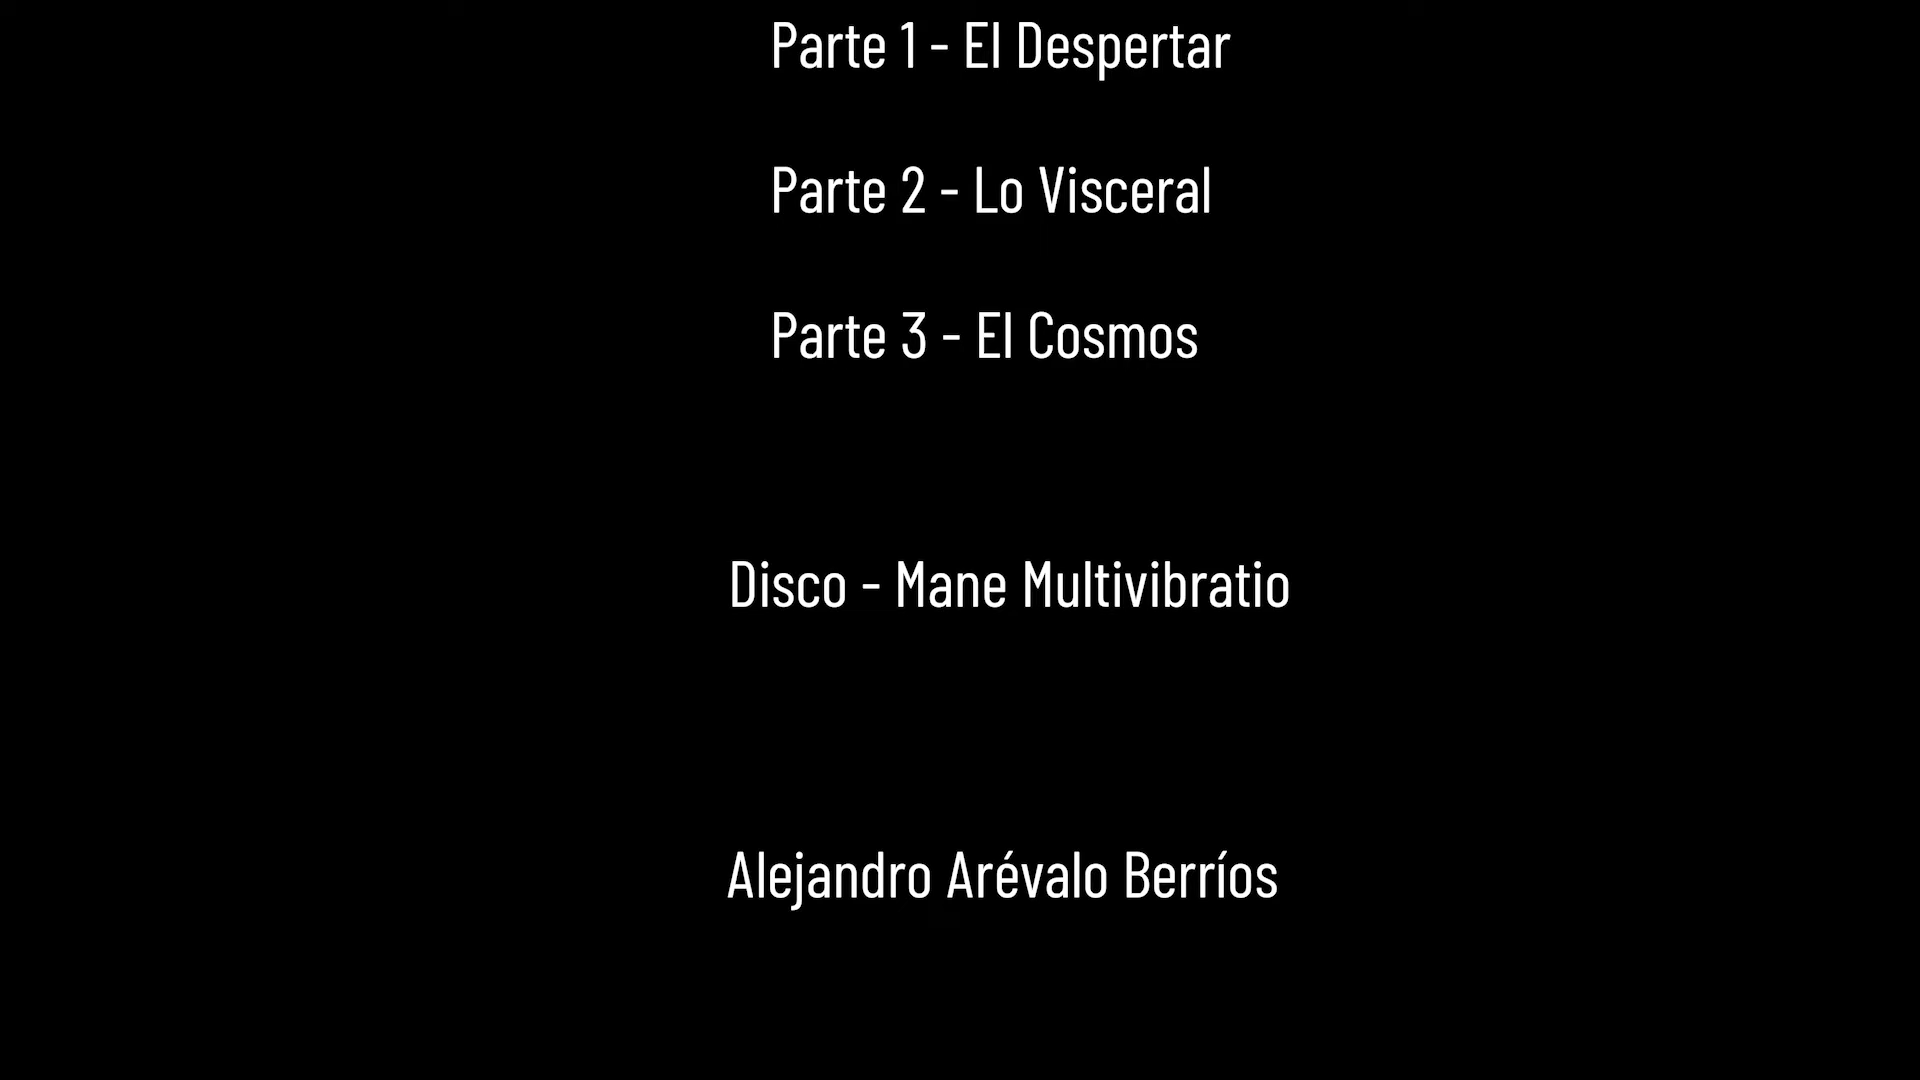 Parte 1 - El Despertar
Parte 2 - Lo Visceral
Parte 3 - El Cosmos
Disco - Mane Multivibratio
Alejandro Arévalo Berríos